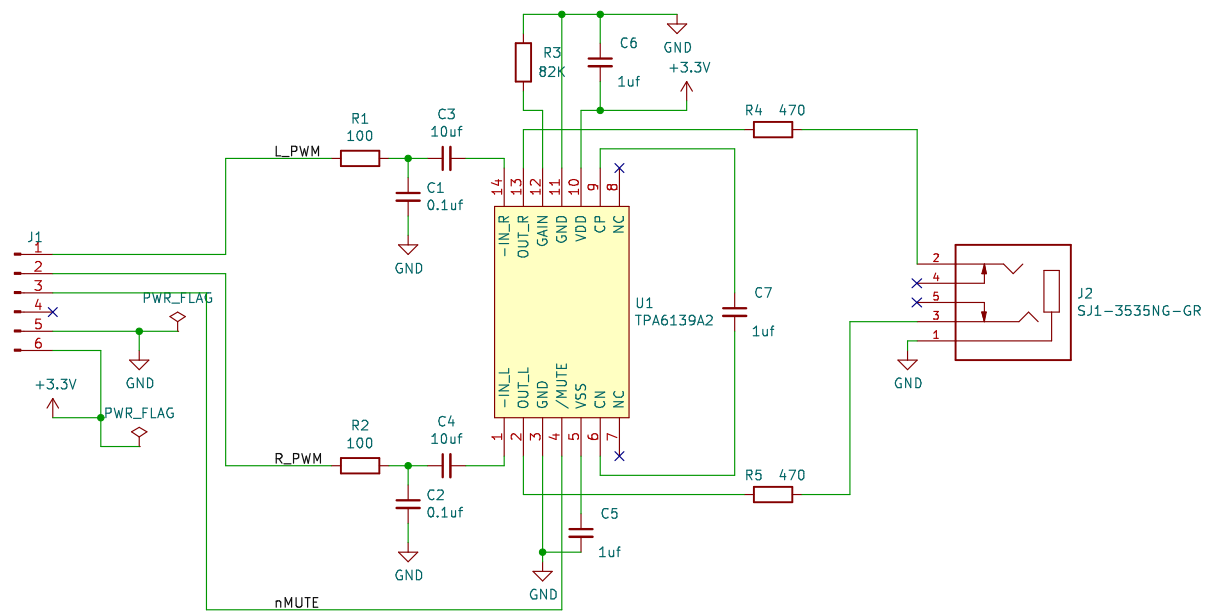 GND
R3
82K
C6
1uf
+3.3V
R4 470
C3
10uf
R1
100
L_PWM
C1
0.1uf
GND
14
13
12
11
10
9
8
-IN_R
OUT_R
GAIN
GND
VDD
CP
NC
J1
1
2
3
4
5
6
PWR_FLAG
GND
+3.3V
PWR_FLAG
U1
TPA6139A2
C7
1uf
2
4
5
3
1
J2
SJ1-3535NG-GR
GND
-IN_L
OUT_L
GND
/MUTE
VSS
CN
NC
1
2
3
4
5
6
7
R2
100
C4
10uf
R_PWM
C2
0.1uf
GND
R5 470
C5
1uf
GND
nMUTE